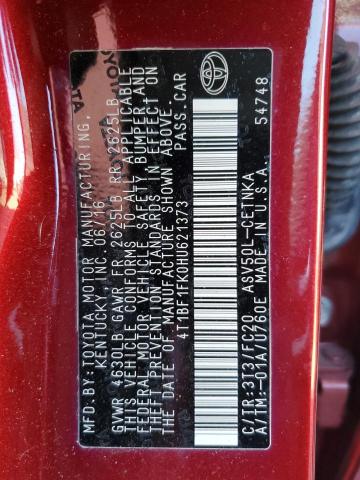 MFD.BY:TOYOTA MOTOR MANUFACTURING,
KENTUCKY, INC. 06/16
GVWR 4630LB GAWR FR 2625LB RR 2625LB
THIS VEHICLE CONFORMS TO ALL APPLICABLE
FEDERAL MOTOR VEHICLE SAFETY BUMPER AND
THEFT PREVENTION STANDARDS IN EFFECT ON
THE DATE OF MANUFACTURE SHOWN ABOVE.
4T1BF1FK0HU621373 PASS.CAR
C/TR:3T3/FC20 ASV50L-CETNKA
A/TM:-01A/U760E MADE IN U.S.A.
54748
TOYOTA